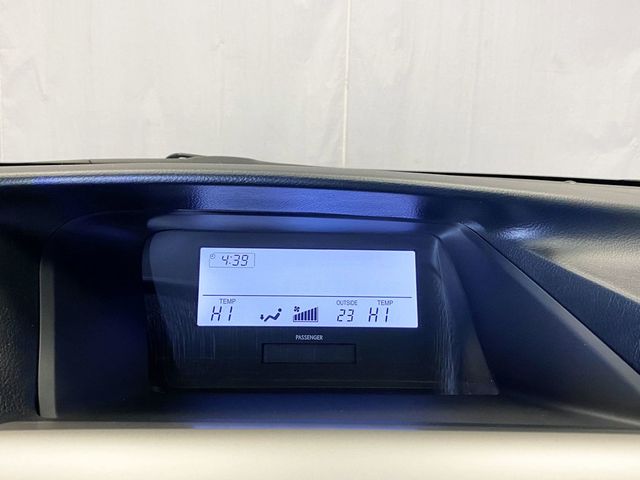 4:39
TEMP OUTSIDE TEMP
HI 23 HI
PASSENGER